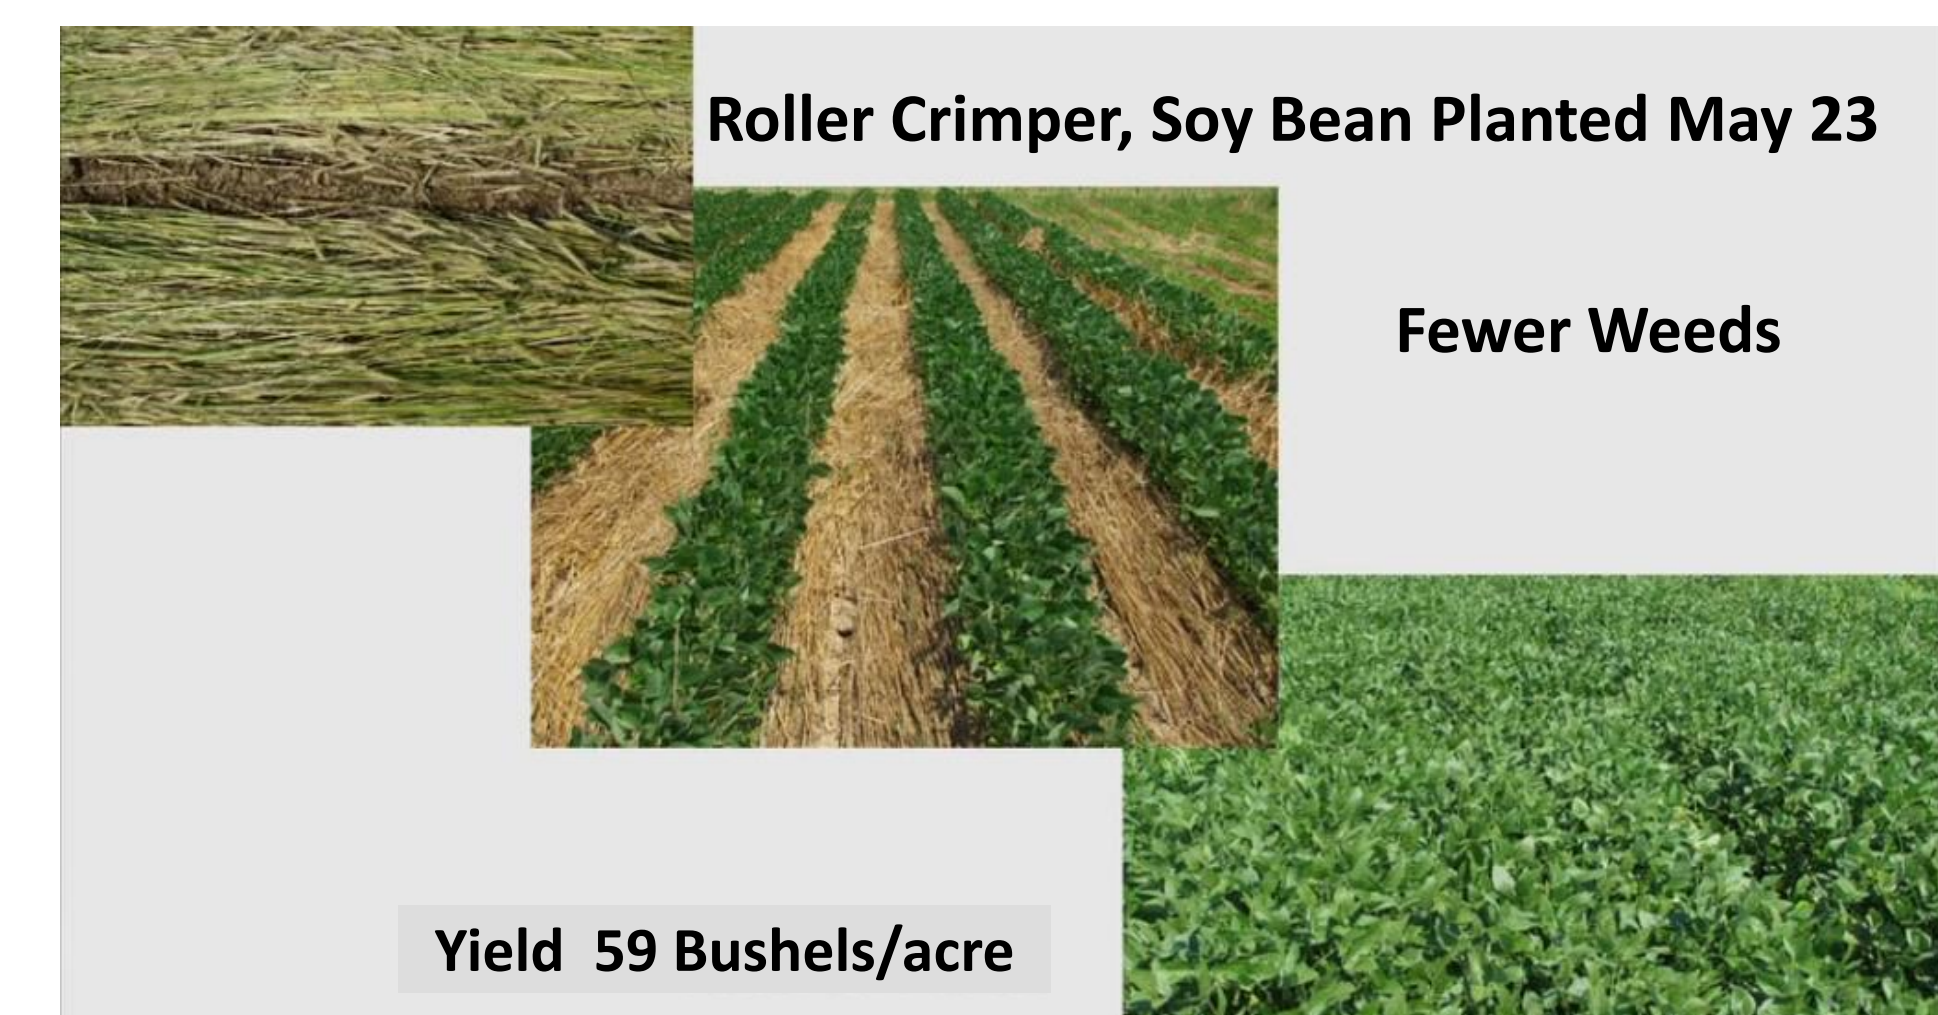 Roller Crimper, Soy Bean Planted May 23
Fewer Weeds
Yield  59 Bushels/acre